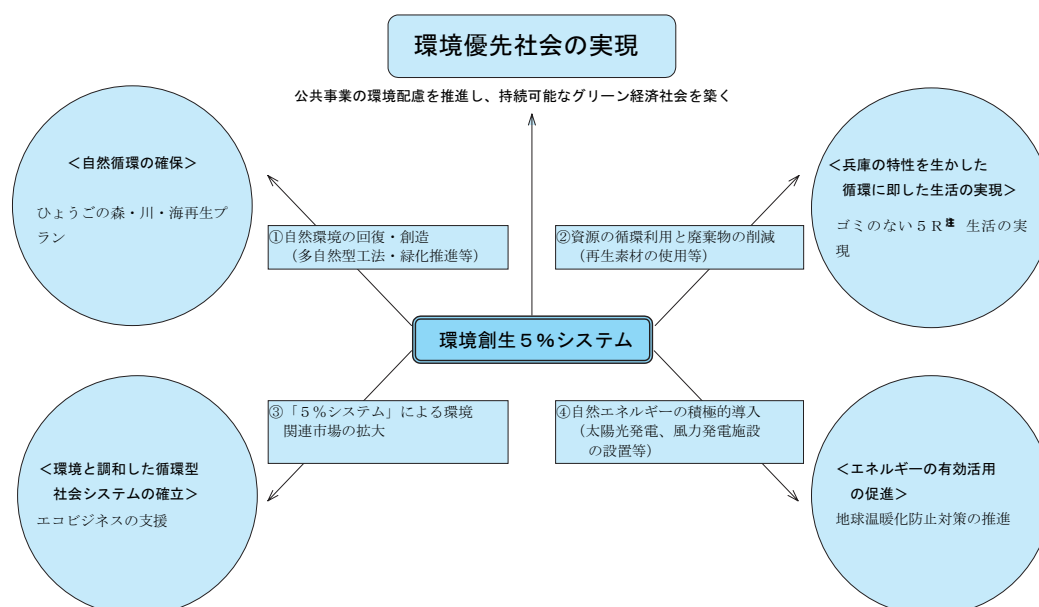 環境優先社会の実現
公共事業の環境配慮を推進し、持続可能なグリーン経済社会を築く
＜自然循環の確保＞
ひょうごの森・川・海再生プ
ラン
＜兵庫の特性を生かした
循環に即した生活の実現＞
ゴミのない５Ｒ注 生活の実
現
①自然環境の回復・創造
（多自然型工法・緑化推進等）
②資源の循環利用と廃棄物の削減
（再生素材の使用等）
環境創生５％システム
③「５％システム」による環境
関連市場の拡大
④自然エネルギーの積極的導入
（太陽光発電、風力発電施設
の設置等）
＜環境と調和した循環型
社会システムの確立＞
エコビジネスの支援
＜エネルギーの有効活用
の促進＞
地球温暖化防止対策の推進